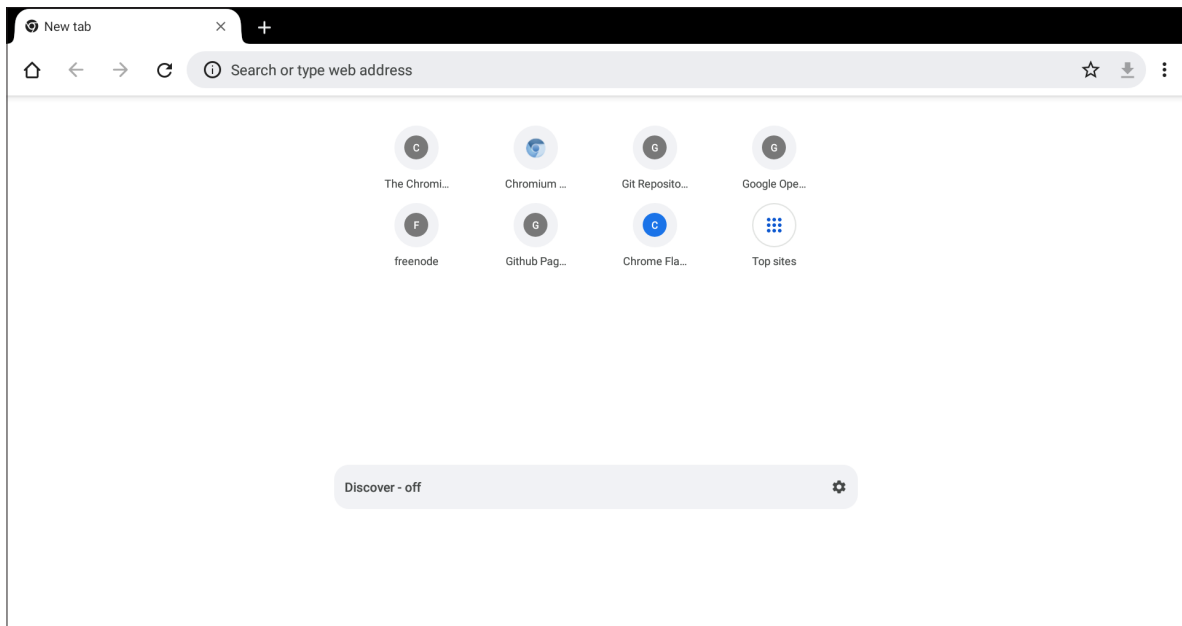 New tab
Search or type web address
C
G
G
The Chromi...
Chromium ...
Git Reposito...
Google Ope...
F
G
C
freenode
Github Pag...
Chrome Fla...
Top sites
Discover - off